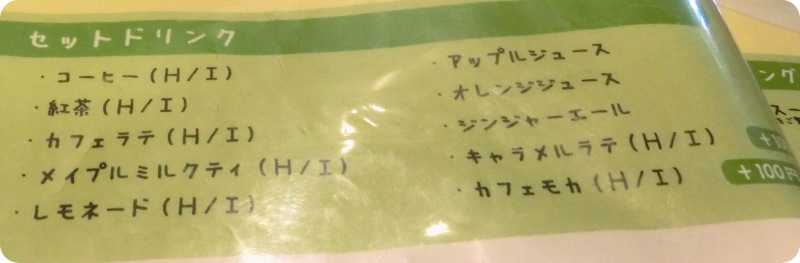 セットドリンク
・コーヒー(H/I)
・紅茶(H/I)
・カフェラテ(H/I)
・メイプルミルクティ(H/I)
・レモネード(H/I)
・アップルジュース
・オレンジジュース
・ジンジャーエール
・キャラメルラテ(H/I)
・カフェモカ(H/I)
+100円
ング